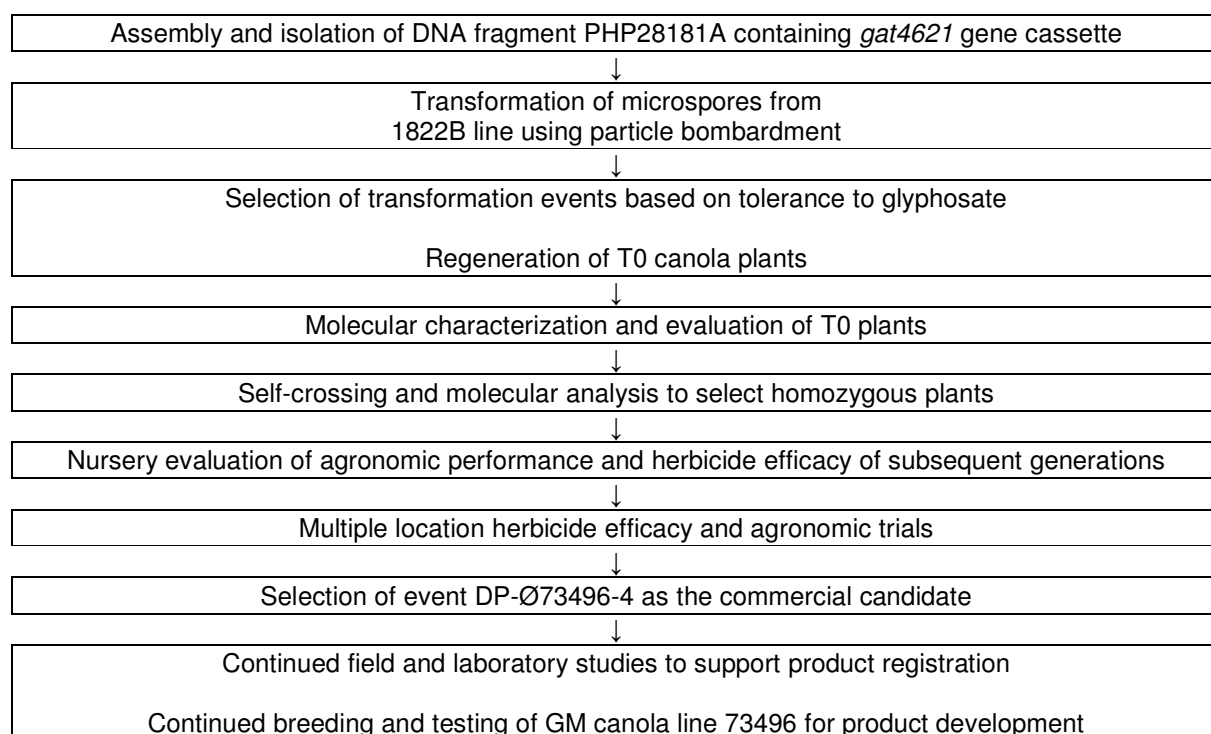 Assembly and isolation of DNA fragment PHP28181A containing gat4621 gene cassette
↓
Transformation of microspores from
1822B line using particle bombardment
↓
Selection of transformation events based on tolerance to glyphosate
Regeneration of T0 canola plants
↓
Molecular characterization and evaluation of T0 plants
↓
Self-crossing and molecular analysis to select homozygous plants
↓
Nursery evaluation of agronomic performance and herbicide efficacy of subsequent generations
↓
Multiple location herbicide efficacy and agronomic trials
↓
Selection of event DP-Ø73496-4 as the commercial candidate
↓
Continued field and laboratory studies to support product registration
Continued breeding and testing of GM canola line 73496 for product development